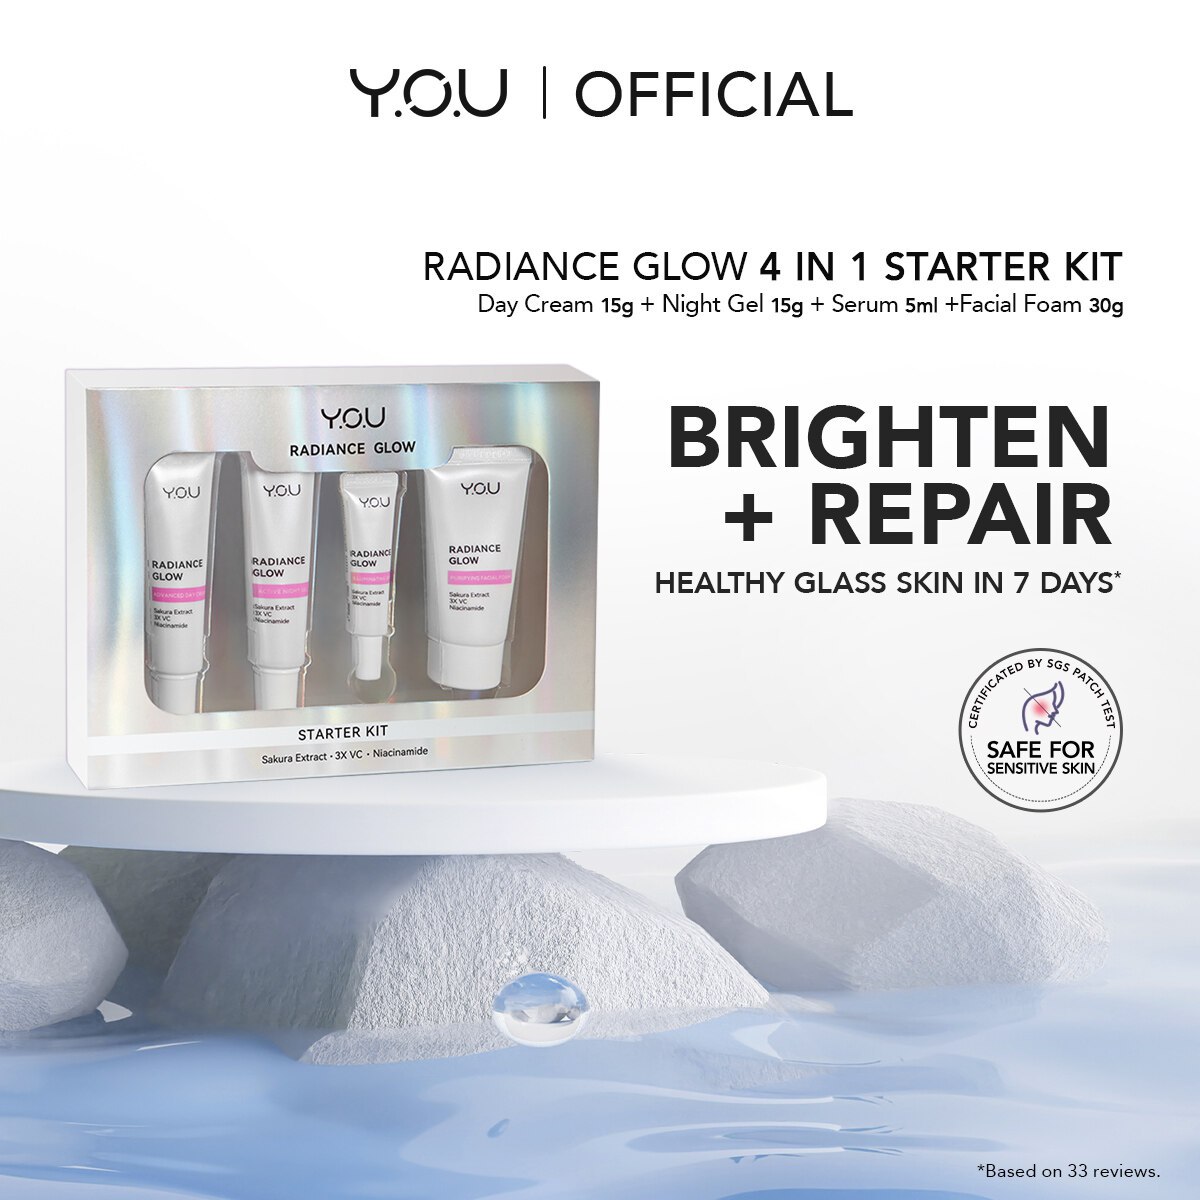 Y.O.U | OFFICIAL
RADIANCE GLOW 4 IN 1 STARTER KIT
Day Cream 15g + Night Gel 15g + Serum 5ml +Facial Foam 30g
BRIGHTEN
+ REPAIR
HEALTHY GLASS SKIN IN 7 DAYS*
Y.O.U
RADIANCE GLOW
Y.O.U
RADIANCE
GLOW
ADVANCED DAY
Sakura Extract
3X VC
Niacinamide
Y.O.U
RADIANCE
GLOW
NIGHT
Sakura Extract
3X VC
Niacinamide
Y.O.U
RADIANCE
GLOW
Sakura Extract
3X VC
Niacinamide
Y.O.U
RADIANCE
GLOW
PURIFYING FACIAL FOAM
Sakura Extract
3X VC
Niacinamide
STARTER KIT
Sakura Extract • 3X VC • Niacinamide
CERTIFICATED BY SGS PATCH TEST
SAFE FOR
SENSITIVE SKIN
*Based on 33 reviews.